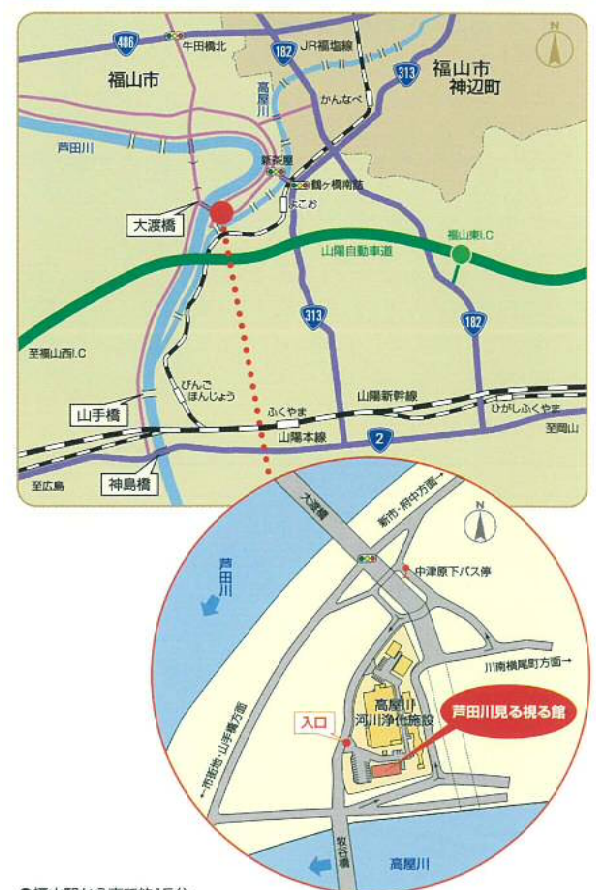 486
牛田橋北
182
JR福塩線
福山市
高屋川
かんなべ
313
福山市
神辺町
芦田川
新茶屋
鶴ヶ橋南詰
よこお
大渡橋
山陽自動車道
福山東I.C
313
182
至福山西I.C
びんご
ほんじょう
山陽新幹線
山手橋
ふくやま
ひがしふくやま
山陽本線
2
至岡山
神島橋
至広島
大渡橋
新市・府中方面→
N
芦田川
中津原下バス停
川南横尾町方面→
高屋川
河川浄化施設
芦田川見る視る館
入口
←市街地・山手橋方面
牧谷橋
高屋川